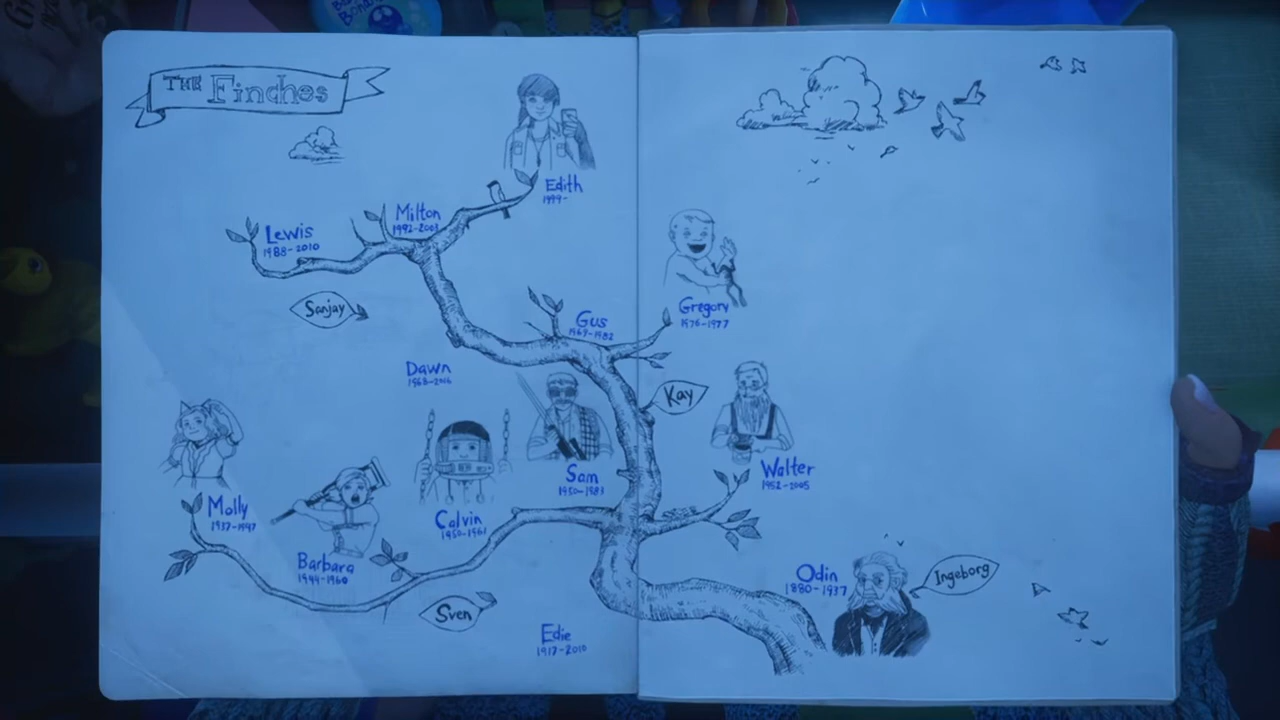 THE Finches
Edith
1999-
Milton
1992-2003
Lewis
1988-2010
Sanjay
Gregory
1976-1977
Gus
1969-1982
Dawn
1968-2016
Kay
Sam
1950-1983
Walter
1952-2005
Molly
1937-1947
Calvin
1950-1961
Barbara
1944-1960
Sven
Odin
1880-1937
Ingeborg
Edie
1917-2010